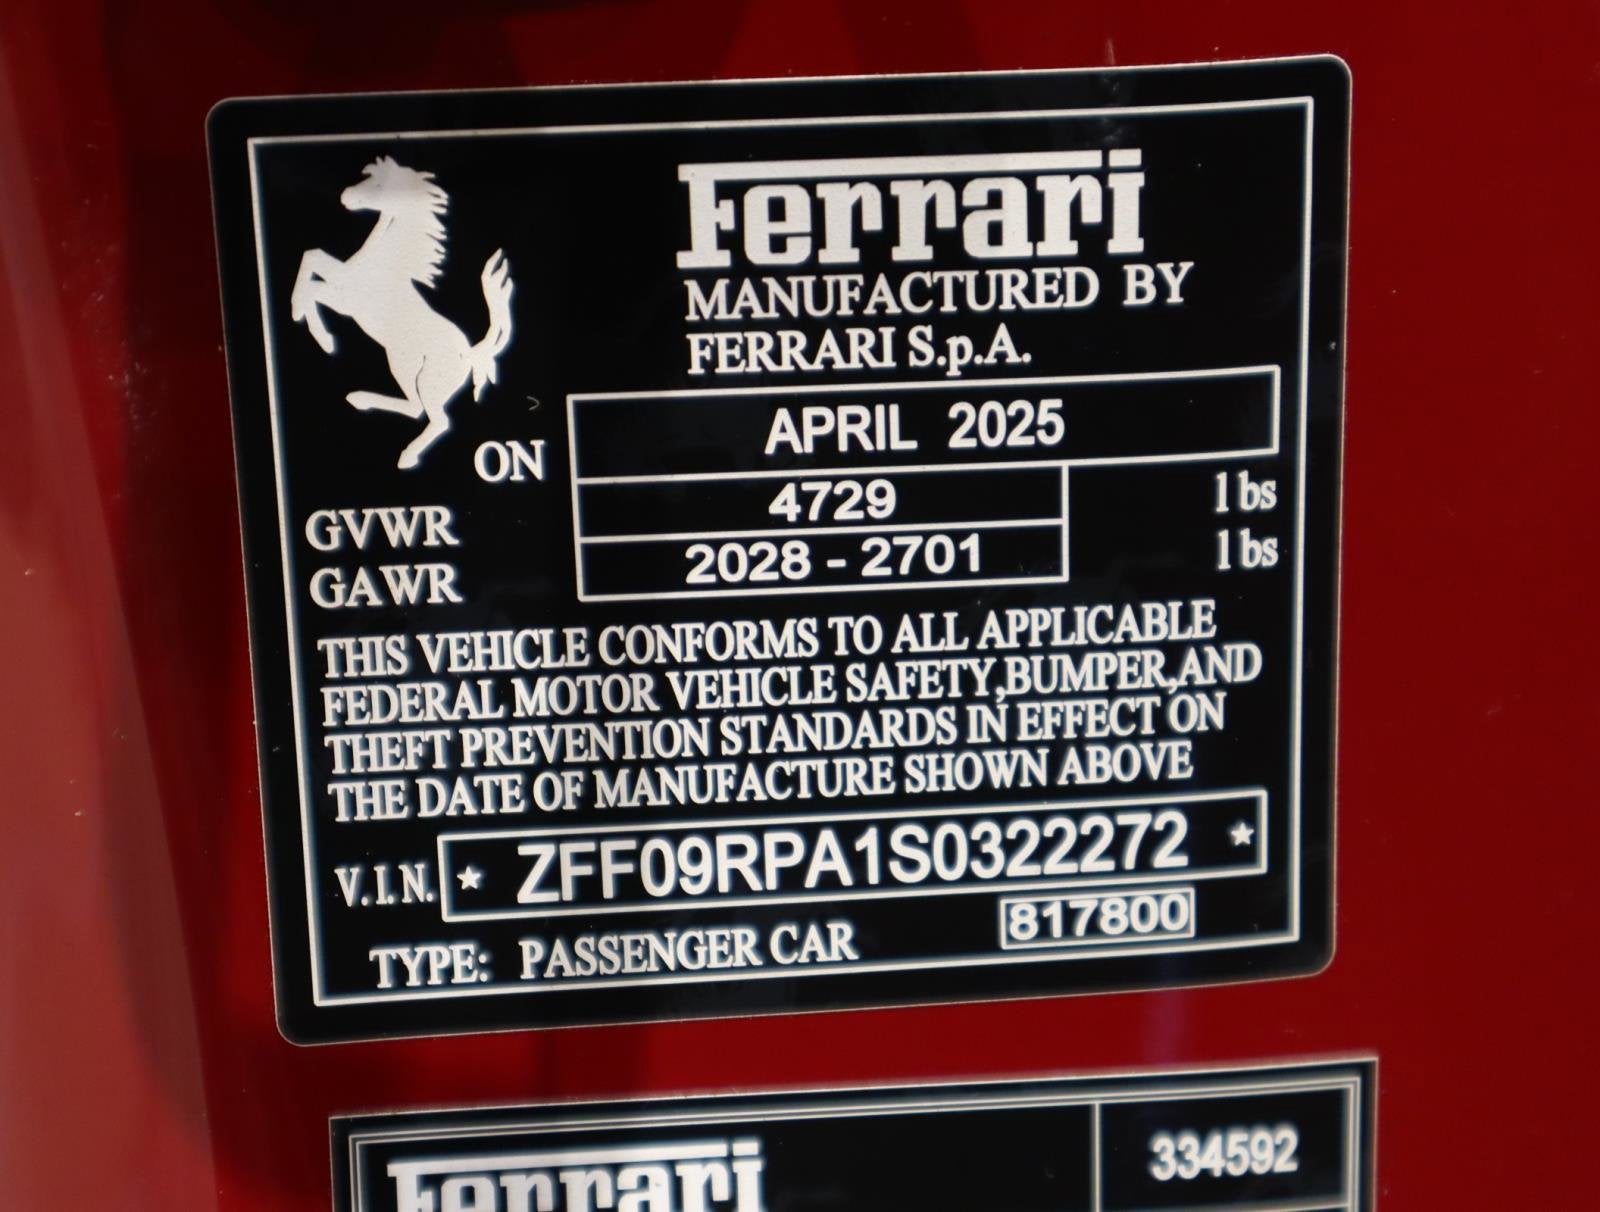 Ferrari
MANUFACTURED BY
FERRARI S.p.A.
ON APRIL 2025
GVWR 4729 lbs
GAWR 2028 - 2701 lbs
THIS VEHICLE CONFORMS TO ALL APPLICABLE
FEDERAL MOTOR VEHICLE SAFETY,BUMPER,AND
THEFT PREVENTION STANDARDS IN EFFECT ON
THE DATE OF MANUFACTURE SHOWN ABOVE
V.I.N. ★ ZFF09RPA1S0322272 ★
817800
TYPE: PASSENGER CAR
334592
Ferrari